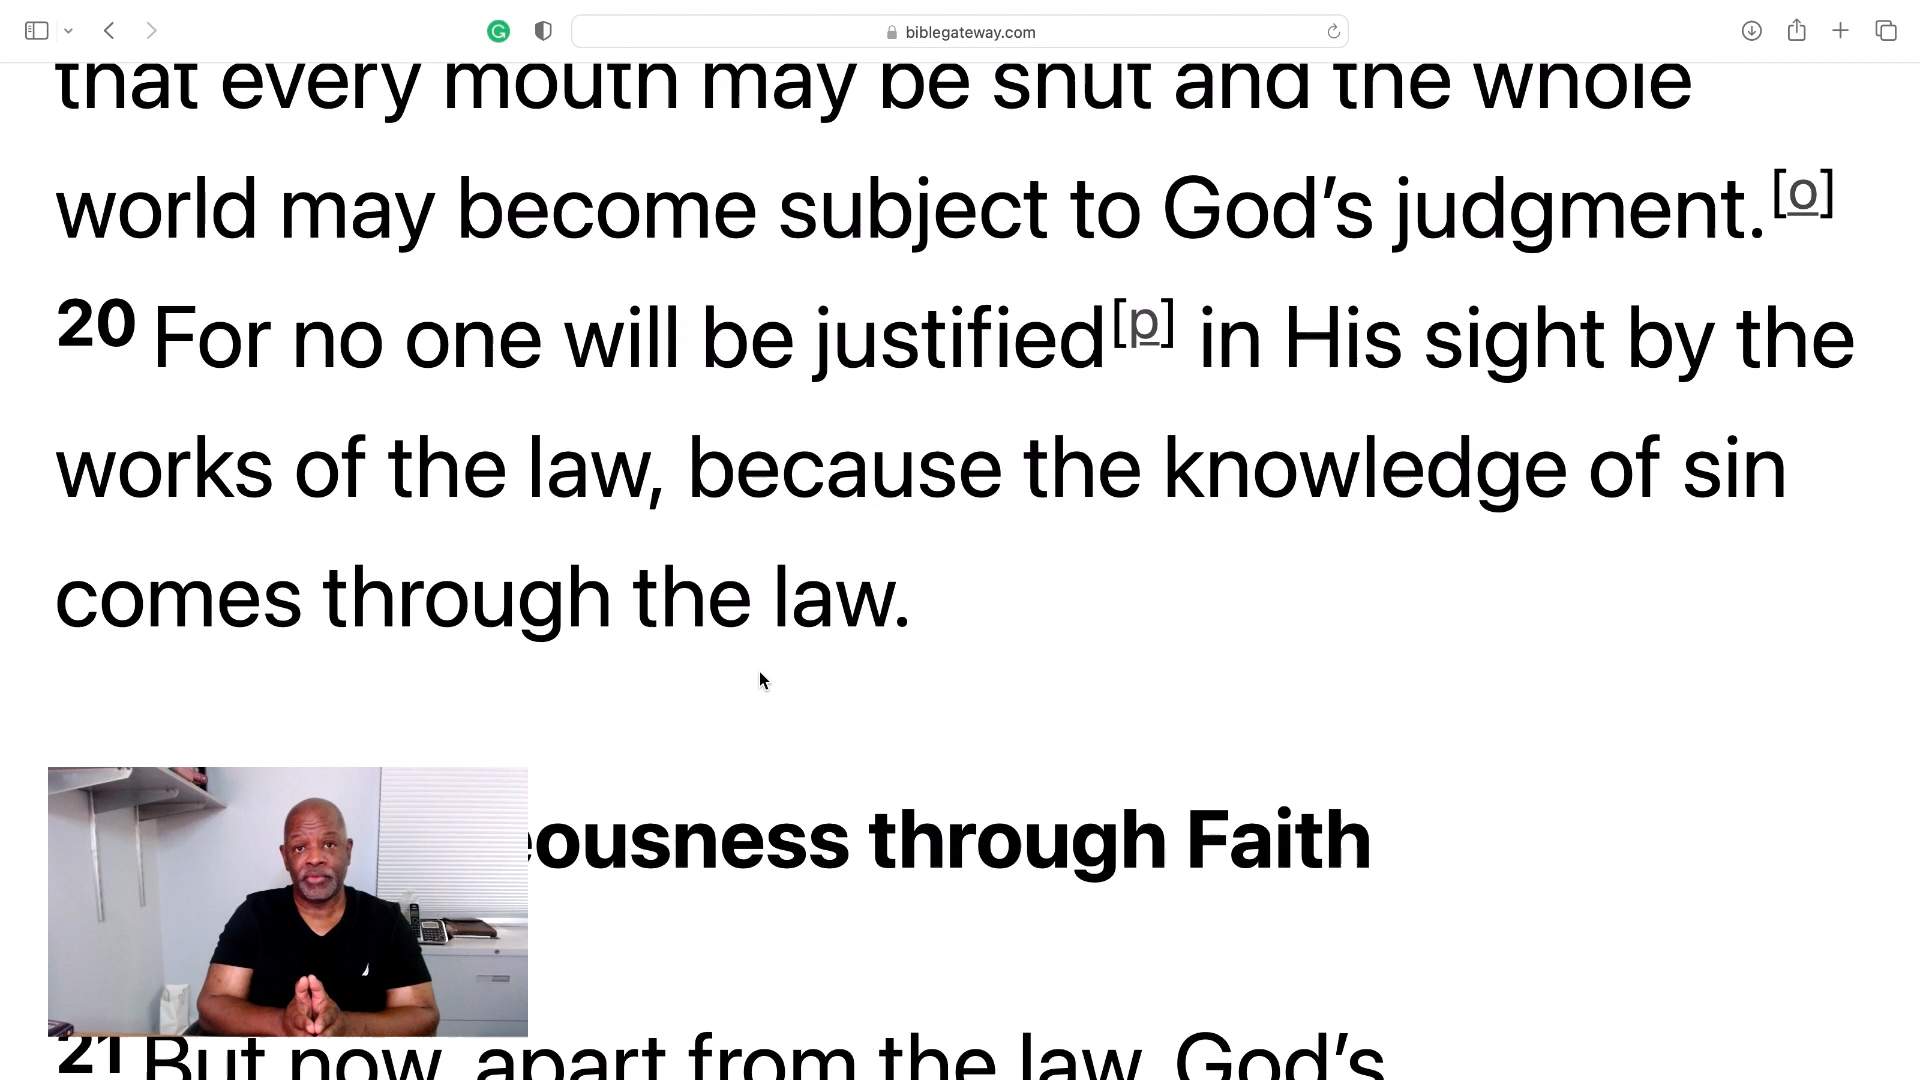 biblegateway.com
that every mouth may be shut and the whole
world may become subject to God’s judgment.[o]
20 For no one will be justified[p] in His sight by the
works of the law, because the knowledge of sin
comes through the law.
eousness through Faith
21 But now, apart from the law, God’s